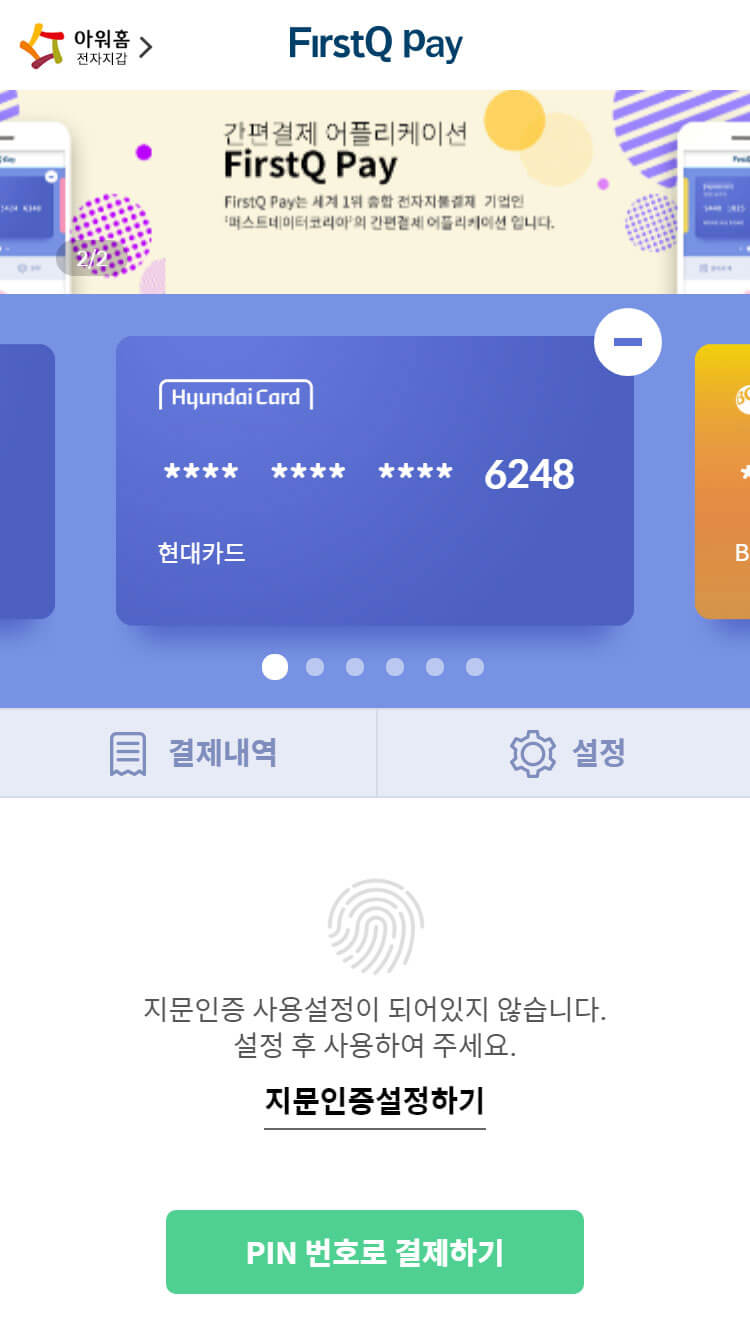 아워홈
전자지갑
FirstQ Pay
간편결제 어플리케이션
FirstQ Pay
FirstQ Pay는 세계 1위 종합 전자지불결제 기업인
'퍼스트데이터코리아'의 간편결제 어플리케이션 입니다.
2/2
Hyundai Card
**** **** **** 6248
현대카드
결제내역
설정
지문인증 사용설정이 되어있지 않습니다.
설정 후 사용하여 주세요.
지문인증설정하기
PIN 번호로 결제하기